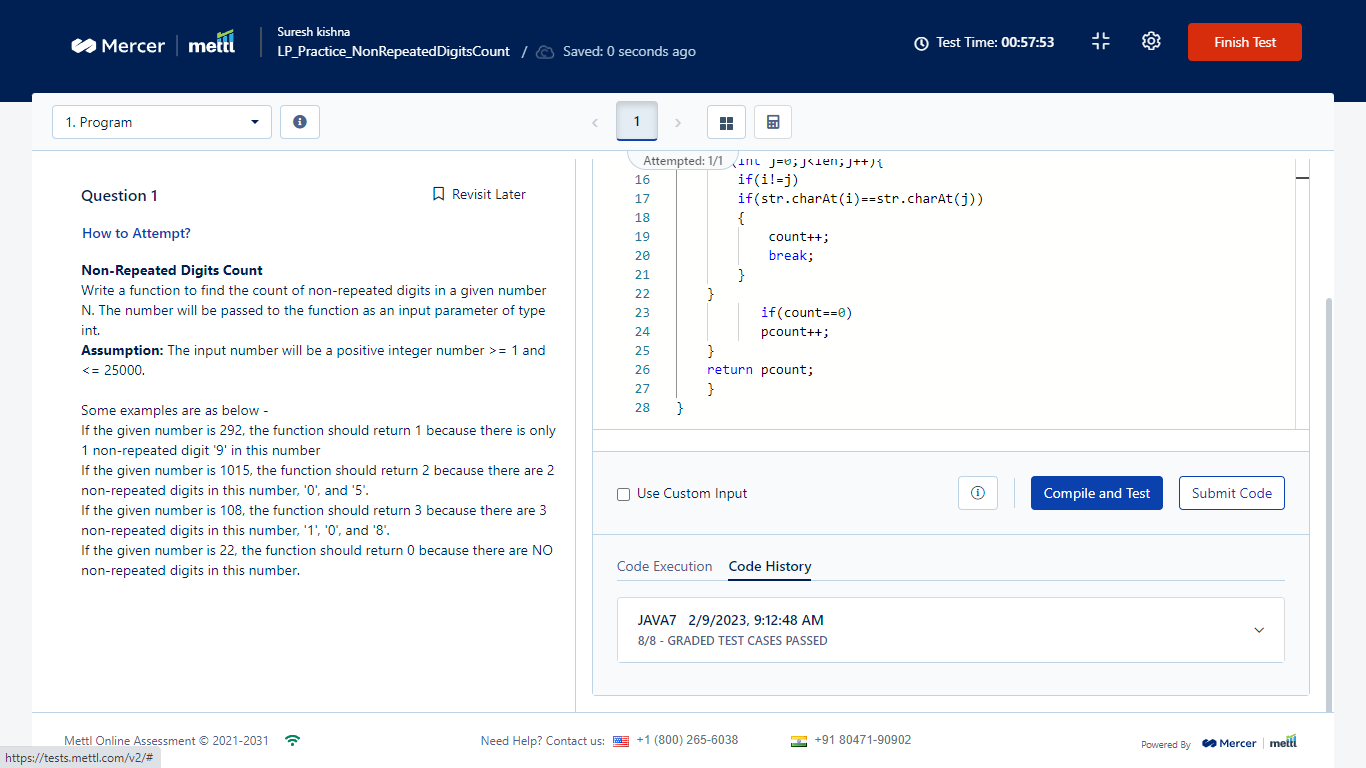 Mercer mettl
Suresh kishna
LP_Practice_NonRepeatedDigitsCount / Saved: 0 seconds ago
Test Time: 00:57:53
Finish Test
1. Program
1
Attempted: 1/1
Question 1
Revisit Later
How to Attempt?
Non-Repeated Digits Count
Write a function to find the count of non-repeated digits in a given number
N. The number will be passed to the function as an input parameter of type
int.
Assumption: The input number will be a positive integer number >= 1 and
<= 25000.
Some examples are as below -
If the given number is 292, the function should return 1 because there is only
1 non-repeated digit '9' in this number
If the given number is 1015, the function should return 2 because there are 2
non-repeated digits in this number, '0', and '5'.
If the given number is 108, the function should return 3 because there are 3
non-repeated digits in this number, '1', '0', and '8'.
If the given number is 22, the function should return 0 because there are NO
non-repeated digits in this number.
(int j=0;j<len;j++){
16 if(i!=j)
17 if(str.charAt(i)==str.charAt(j))
18 {
19 count++;
20 break;
21 }
22 }
23 if(count==0)
24 pcount++;
25 }
26 return pcount;
27 }
28 }
Use Custom Input
Compile and Test
Submit Code
Code Execution
Code History
JAVA7 2/9/2023, 9:12:48 AM
8/8 - GRADED TEST CASES PASSED
Mettl Online Assessment © 2021-2031
Need Help? Contact us: +1 (800) 265-6038
+91 80471-90902
Powered By Mercer mettl
https://tests.mettl.com/v2/#